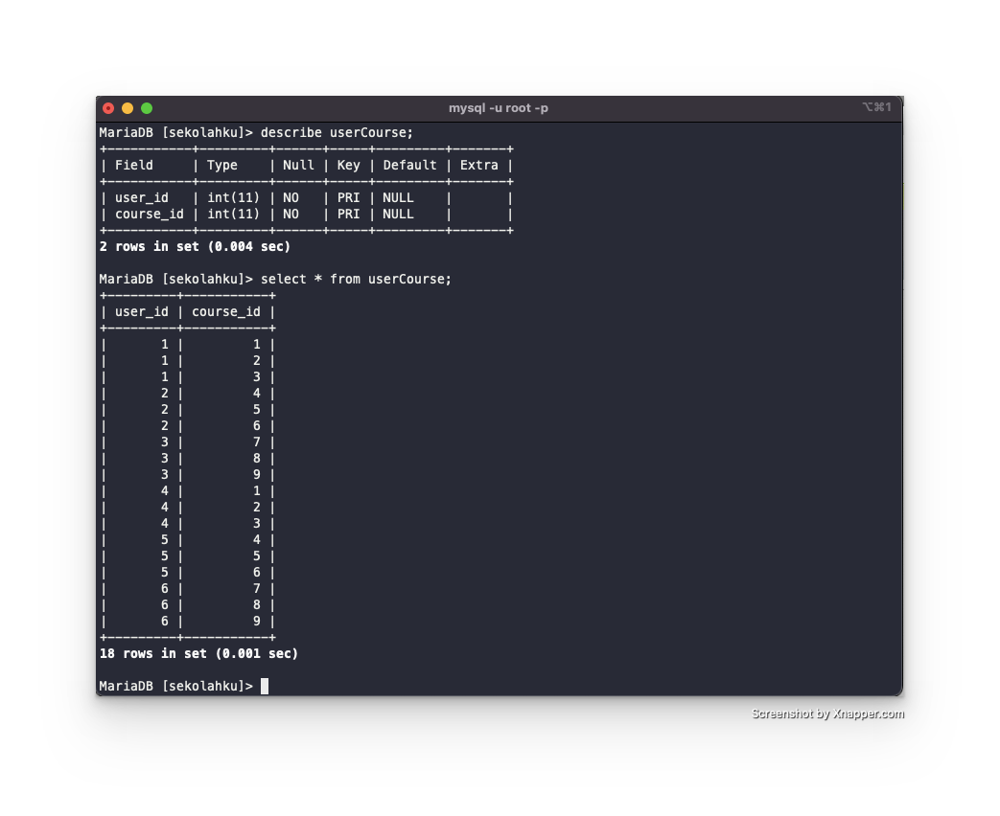 mysql -u root -p
⌥⌘1
MariaDB [sekolahku]> describe userCourse;
+-----------+---------+------+-----+---------+-------+
| Field     | Type    | Null | Key | Default | Extra |
+-----------+---------+------+-----+---------+-------+
| user_id   | int(11) | NO   | PRI | NULL    |       |
| course_id | int(11) | NO   | PRI | NULL    |       |
+-----------+---------+------+-----+---------+-------+
2 rows in set (0.004 sec)
MariaDB [sekolahku]> select * from userCourse;
+---------+-----------+
| user_id | course_id |
+---------+-----------+
|       1 |         1 |
|       1 |         2 |
|       1 |         3 |
|       2 |         4 |
|       2 |         5 |
|       2 |         6 |
|       3 |         7 |
|       3 |         8 |
|       3 |         9 |
|       4 |         1 |
|       4 |         2 |
|       4 |         3 |
|       5 |         4 |
|       5 |         5 |
|       5 |         6 |
|       6 |         7 |
|       6 |         8 |
|       6 |         9 |
+---------+-----------+
18 rows in set (0.001 sec)
MariaDB [sekolahku]>
Screenshot by Xnapper.com